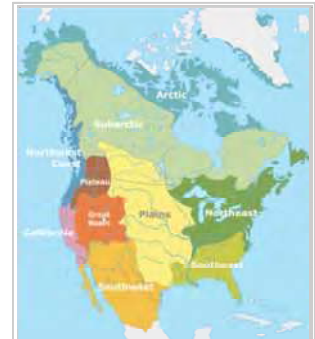 Arctic
Subarctic
Northwest
Coast
Plateau
Great
Basin
Plains
Northeast
California
Southeast
Southwest